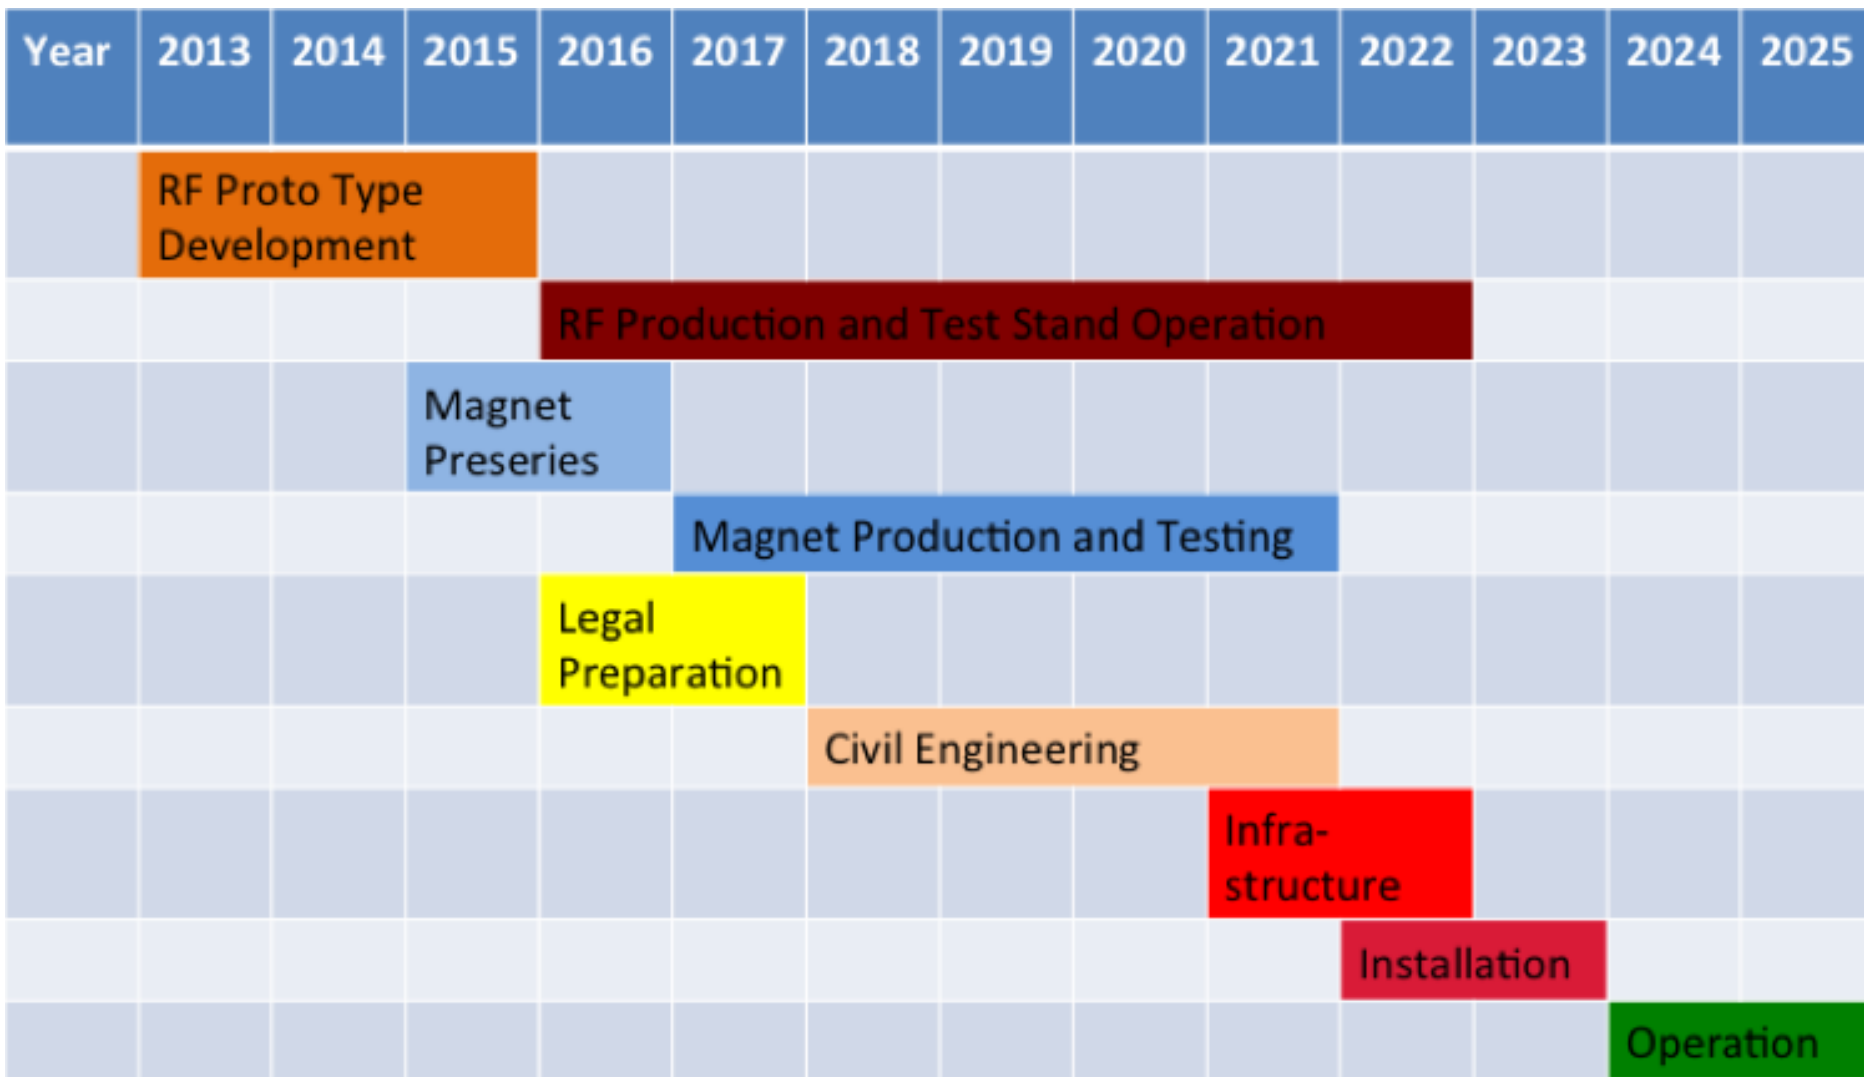 Year 2013 2014 2015 2016 2017 2018 2019 2020 2021 2022 2023 2024 2025
RF Proto Type
Development
RF Production and Test Stand Operation
Magnet
Preseries
Magnet Production and Testing
Legal
Preparation
Civil Engineering
Infra-
structure
Installation
Operation